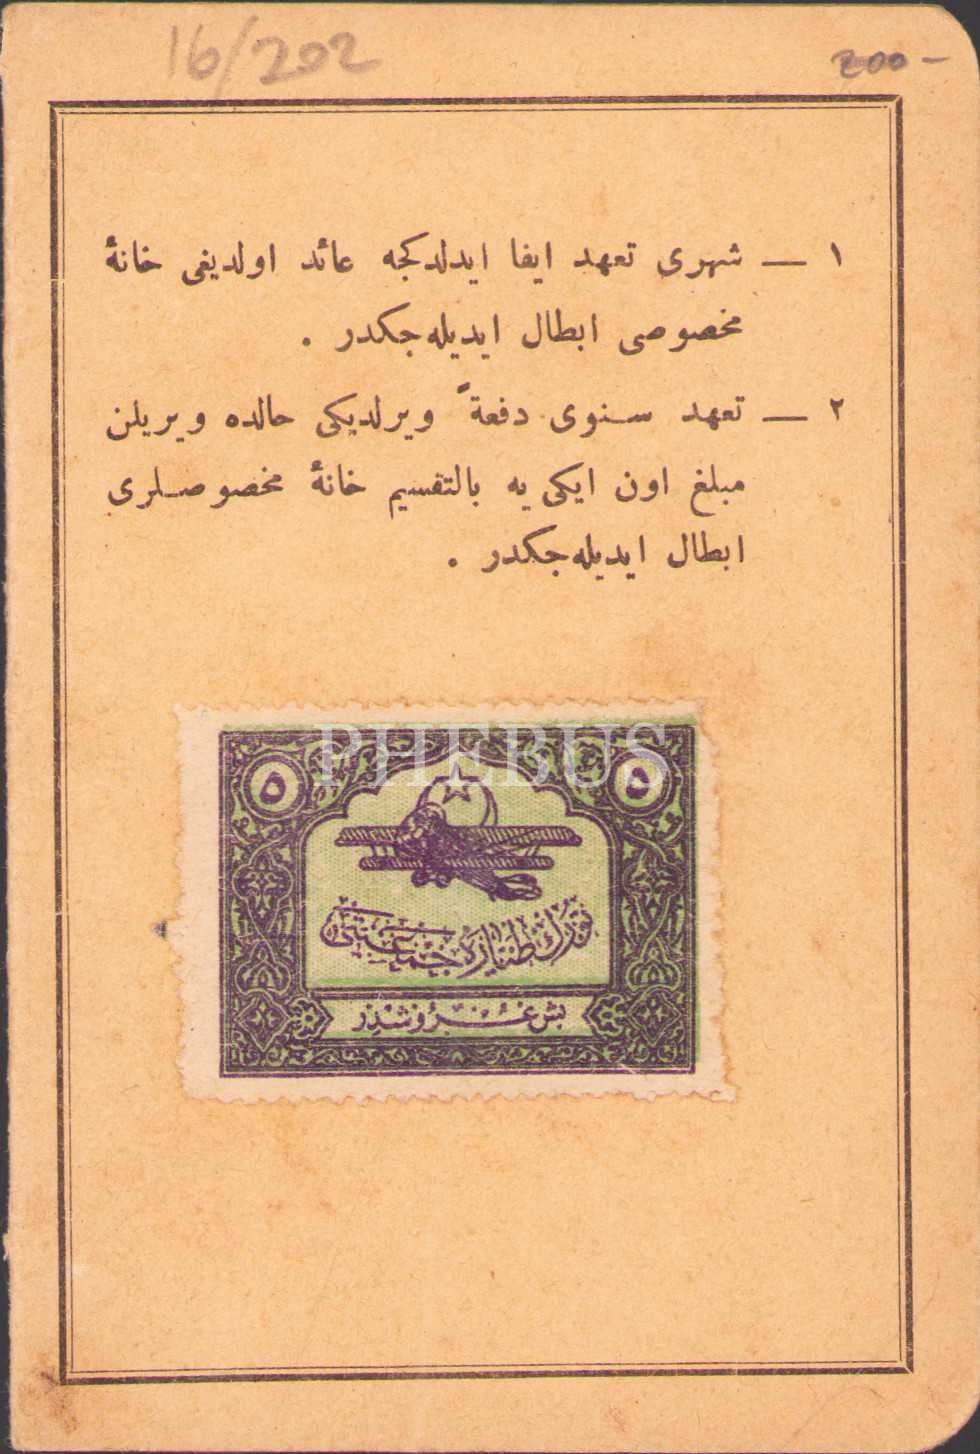 16/202
200-
١ — شهری تعهد ایفا ایدلدکجه عائد اولدیغی خانهٔ
مخصوصی ابطال ایدیله‌جکدر .
٢ — تعهد سنوی دفعةً ویرلدیکی حالده ویریلن
مبلغ اون ایکی یه بالتقسیم خانهٔ مخصوصلری
ابطال ایدیله‌جکدر .
PHEBUS
٥ ٥
تورك طیاره جمعیتی
بش غروشدر